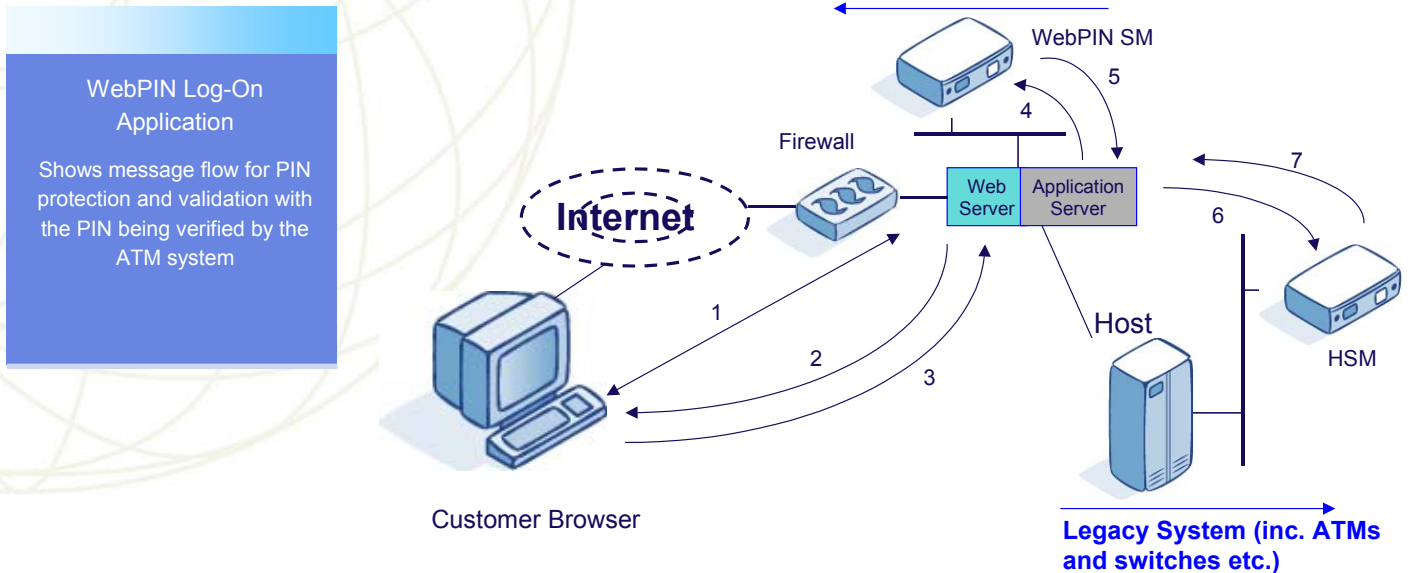 WebPIN Log-On
Application
Shows message flow for PIN
protection and validation with
the PIN being verified by the
ATM system
WebPIN SM
5
4
Firewall
7
Web
Server
Application
Server
Internet
6
1
Host
2
3
HSM
Customer Browser
Legacy System (inc. ATMs
and switches etc.)